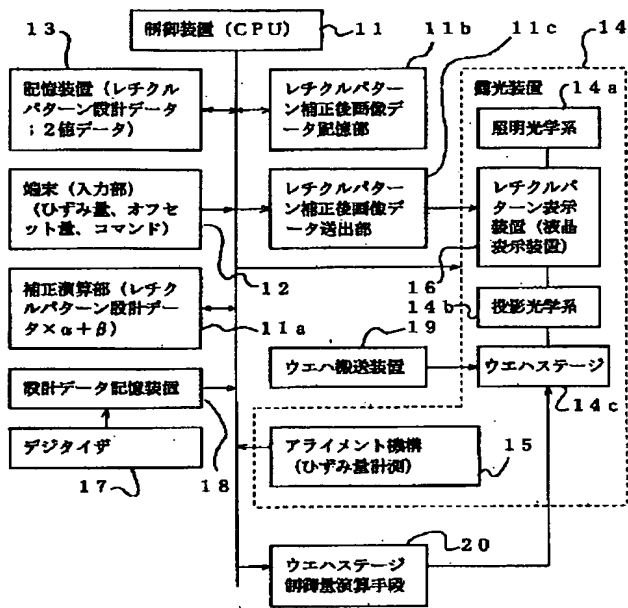 制御装置（CPU）
11
13
11b
11c
14
記憶装置（レチクル
パターン設計データ
；2値データ）
レチクルパター
ン補正後画像デ
ータ記憶部
露光装置
14a
照明光学系
端末（入力部）
（ひずみ量、オフセ
ット量、コマンド）
レチクルパター
ン補正後画像デ
ータ送出部
レチクルパ
ターン表示
装置（液晶
表示装置）
12
16
14b
補正演算部（レチ
クルパターン設計デ
ータ×α＋β）
11a
19
投影光学系
ウエハ搬送装置
ウエハステージ
14c
設計データ記憶装置
デジタイザ
17
18
アライメント機構
（ひずみ量計測）
15
20
ウエハステージ
制御量演算手段